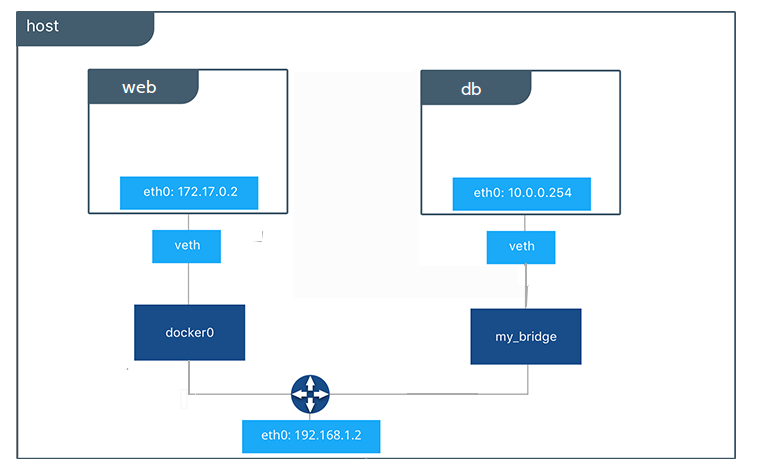 host
web
db
eth0: 172.17.0.2
eth0: 10.0.0.254
veth
veth
docker0
my_bridge
eth0: 192.168.1.2